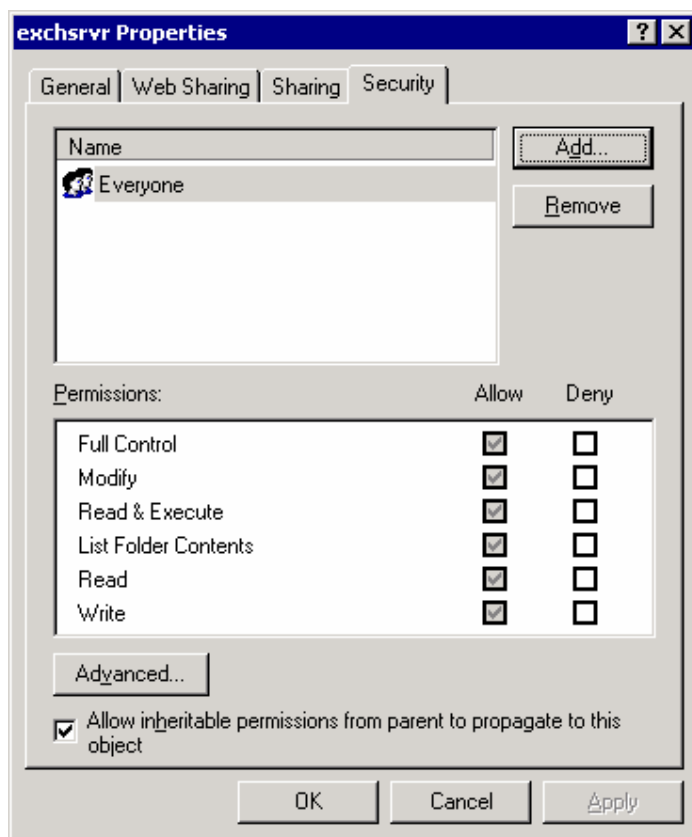 exchsrvr Properties
General Web Sharing Sharing Security
Name
Everyone
Add...
Remove
Permissions: Allow Deny
Full Control
Modify
Read & Execute
List Folder Contents
Read
Write
Advanced...
Allow inheritable permissions from parent to propagate to this
object
OK Cancel Apply